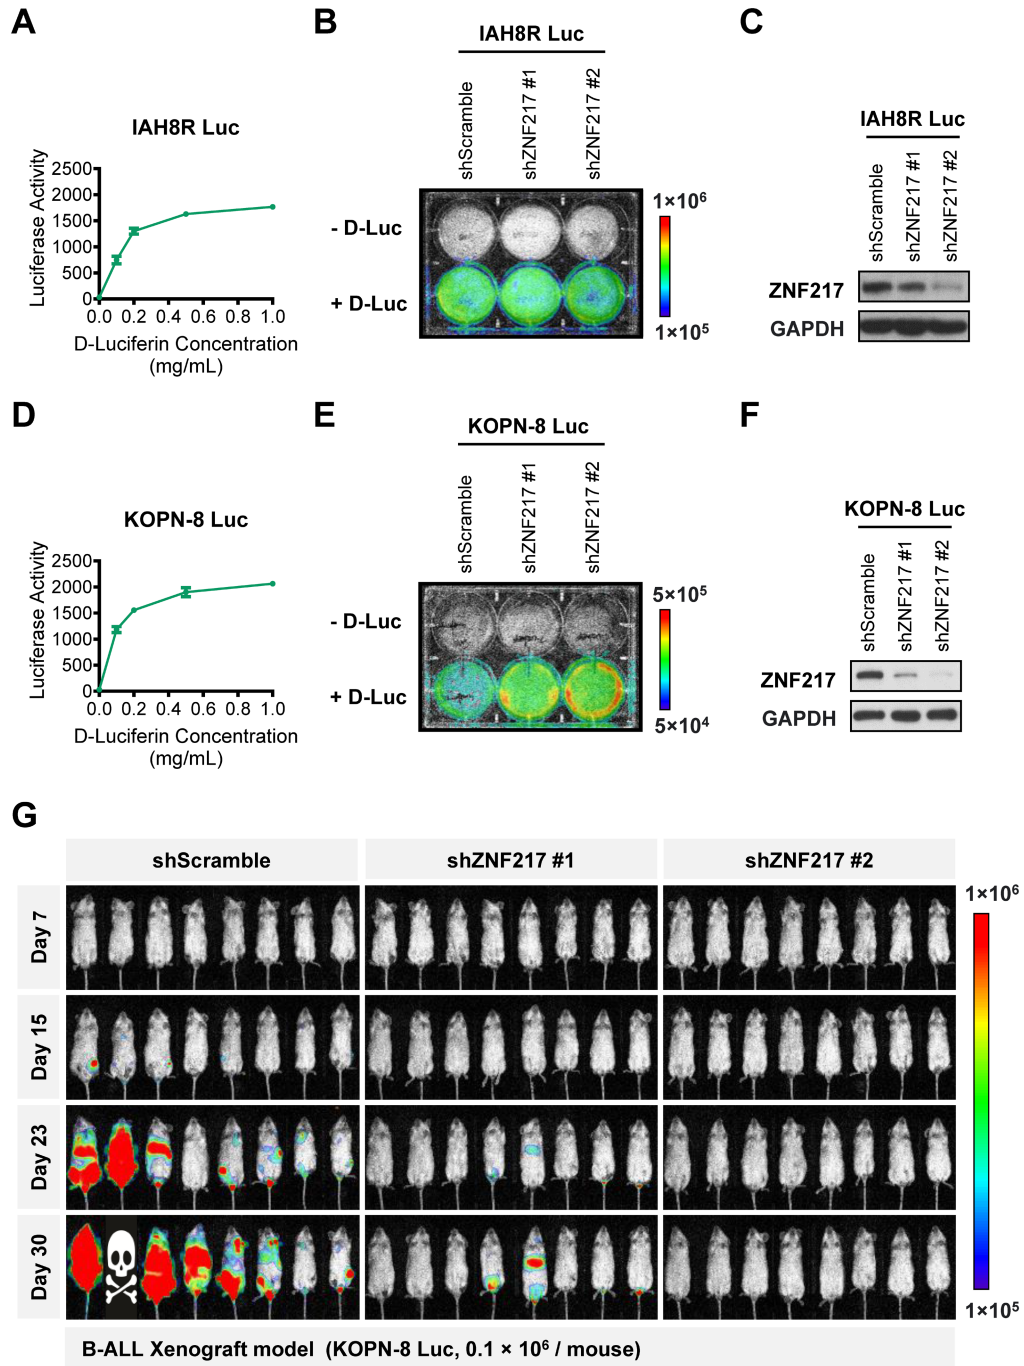 A
IAH8R Luc
Luciferase Activity
2500
2000
1500
1000
500
0
0.0 0.2 0.4 0.6 0.8 1.0
D-Luciferin Concentration
(mg/mL)
B
IAH8R Luc
shScramble
shZNF217 #1
shZNF217 #2
- D-Luc
+ D-Luc
1×10⁶
1×10⁵
C
IAH8R Luc
shScramble
shZNF217 #1
shZNF217 #2
ZNF217
GAPDH
D
KOPN-8 Luc
Luciferase Activity
2500
2000
1500
1000
500
0
0.0 0.2 0.4 0.6 0.8 1.0
D-Luciferin Concentration
(mg/mL)
E
KOPN-8 Luc
shScramble
shZNF217 #1
shZNF217 #2
- D-Luc
+ D-Luc
5×10⁵
5×10⁴
F
KOPN-8 Luc
shScramble
shZNF217 #1
shZNF217 #2
ZNF217
GAPDH
G
shScramble shZNF217 #1 shZNF217 #2
Day 7
Day 15
Day 23
Day 30
1×10⁶
1×10⁵
B-ALL Xenograft model (KOPN-8 Luc, 0.1 × 10⁶ / mouse)